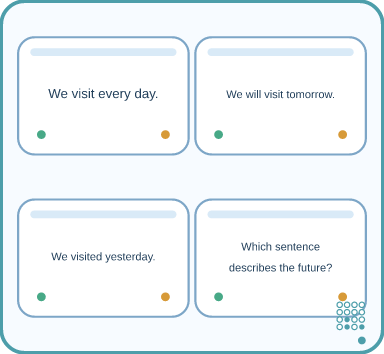 We visit every day.
We will visit tomorrow.
We visited yesterday.
Which sentence
describes the future?